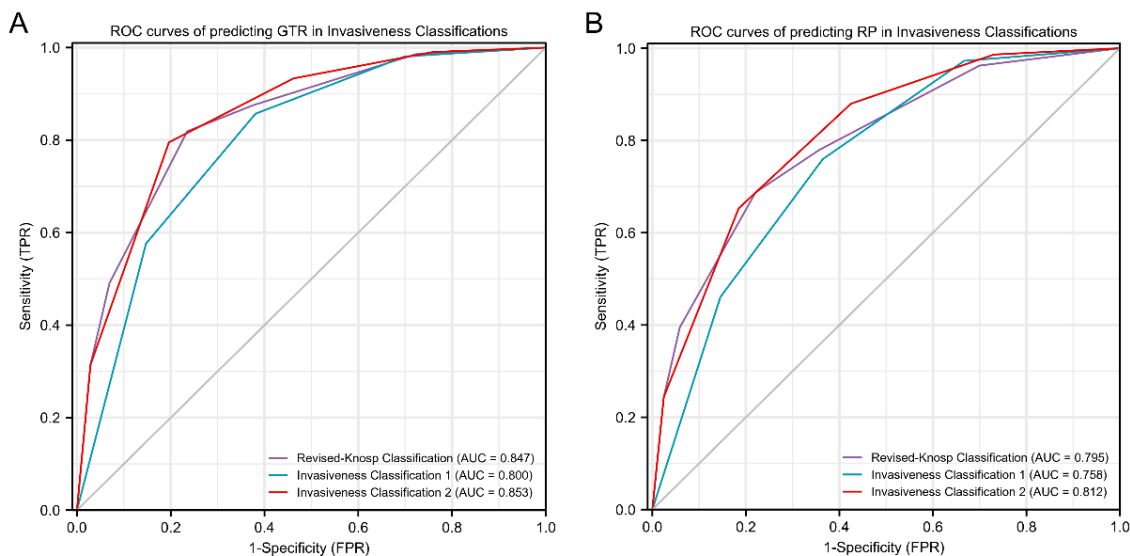 A
ROC curves of predicting GTR in Invasiveness Classifications
1.0
0.8
0.6
0.4
0.2
0.0
Sensitivity (TPR)
Revised-Knosp Classification (AUC = 0.847)
Invasiveness Classification 1 (AUC = 0.800)
Invasiveness Classification 2 (AUC = 0.853)
0.0 0.2 0.4 0.6 0.8 1.0
1-Specificity (FPR)
B
ROC curves of predicting RP in Invasiveness Classifications
1.0
0.8
0.6
0.4
0.2
0.0
Sensitivity (TPR)
Revised-Knosp Classification (AUC = 0.795)
Invasiveness Classification 1 (AUC = 0.758)
Invasiveness Classification 2 (AUC = 0.812)
0.0 0.2 0.4 0.6 0.8 1.0
1-Specificity (FPR)